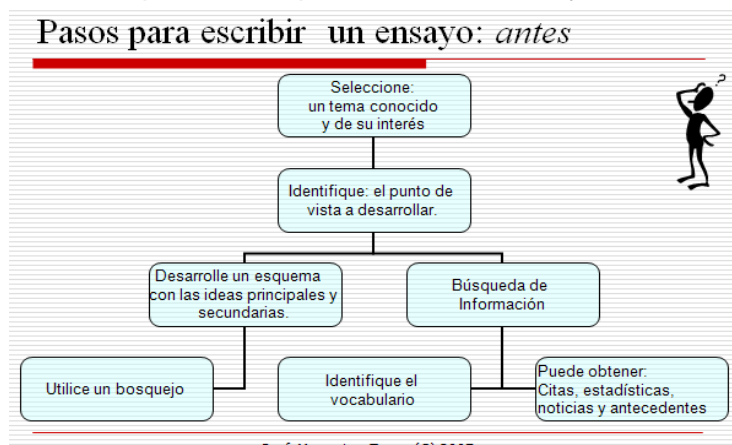 Pasos para escribir un ensayo: antes
?
Seleccione:
un tema conocido
y de su interés
Identifique: el punto de
vista a desarrollar.
Desarrolle un esquema
con las ideas principales y
secundarias.
Búsqueda de
Información
Utilice un bosquejo
Identifique el
vocabulario
Puede obtener:
Citas, estadísticas,
noticias y antecedentes